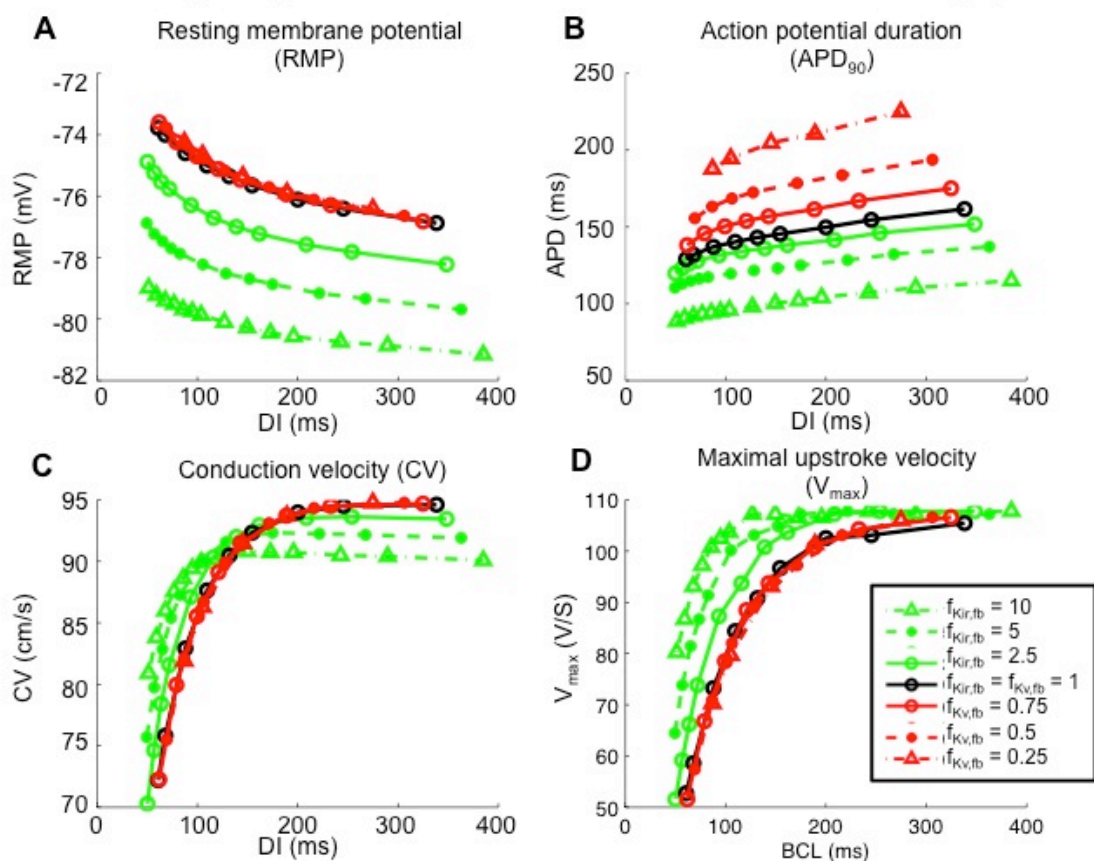 A
Resting membrane potential
(RMP)
-72
-74
-76
-78
-80
-82
RMP (mV)
0
100
200
300
400
DI (ms)
B
Action potential duration
(APD90)
250
200
150
100
50
APD (ms)
0
100
200
300
400
DI (ms)
C
Conduction velocity (CV)
95
90
85
80
75
70
CV (cm/s)
0
100
200
300
400
DI (ms)
D
Maximal upstroke velocity
(Vmax)
110
100
90
80
70
60
50
Vmax (V/S)
0
100
200
300
400
BCL (ms)
fKir,fb = 10
fKir,fb = 5
fKir,fb = 2.5
fKir,fb = fKv,fb = 1
fKv,fb = 0.75
fKv,fb = 0.5
fKv,fb = 0.25